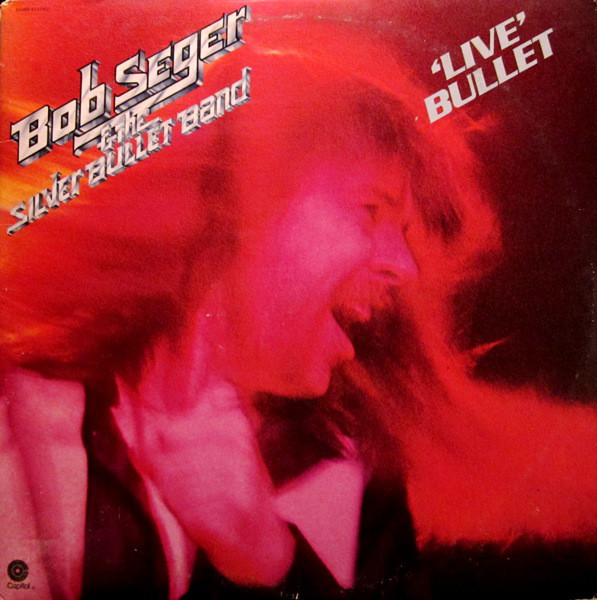 Bob Seger
& the
Silver Bullet Band
'LIVE'
BULLET
Capitol